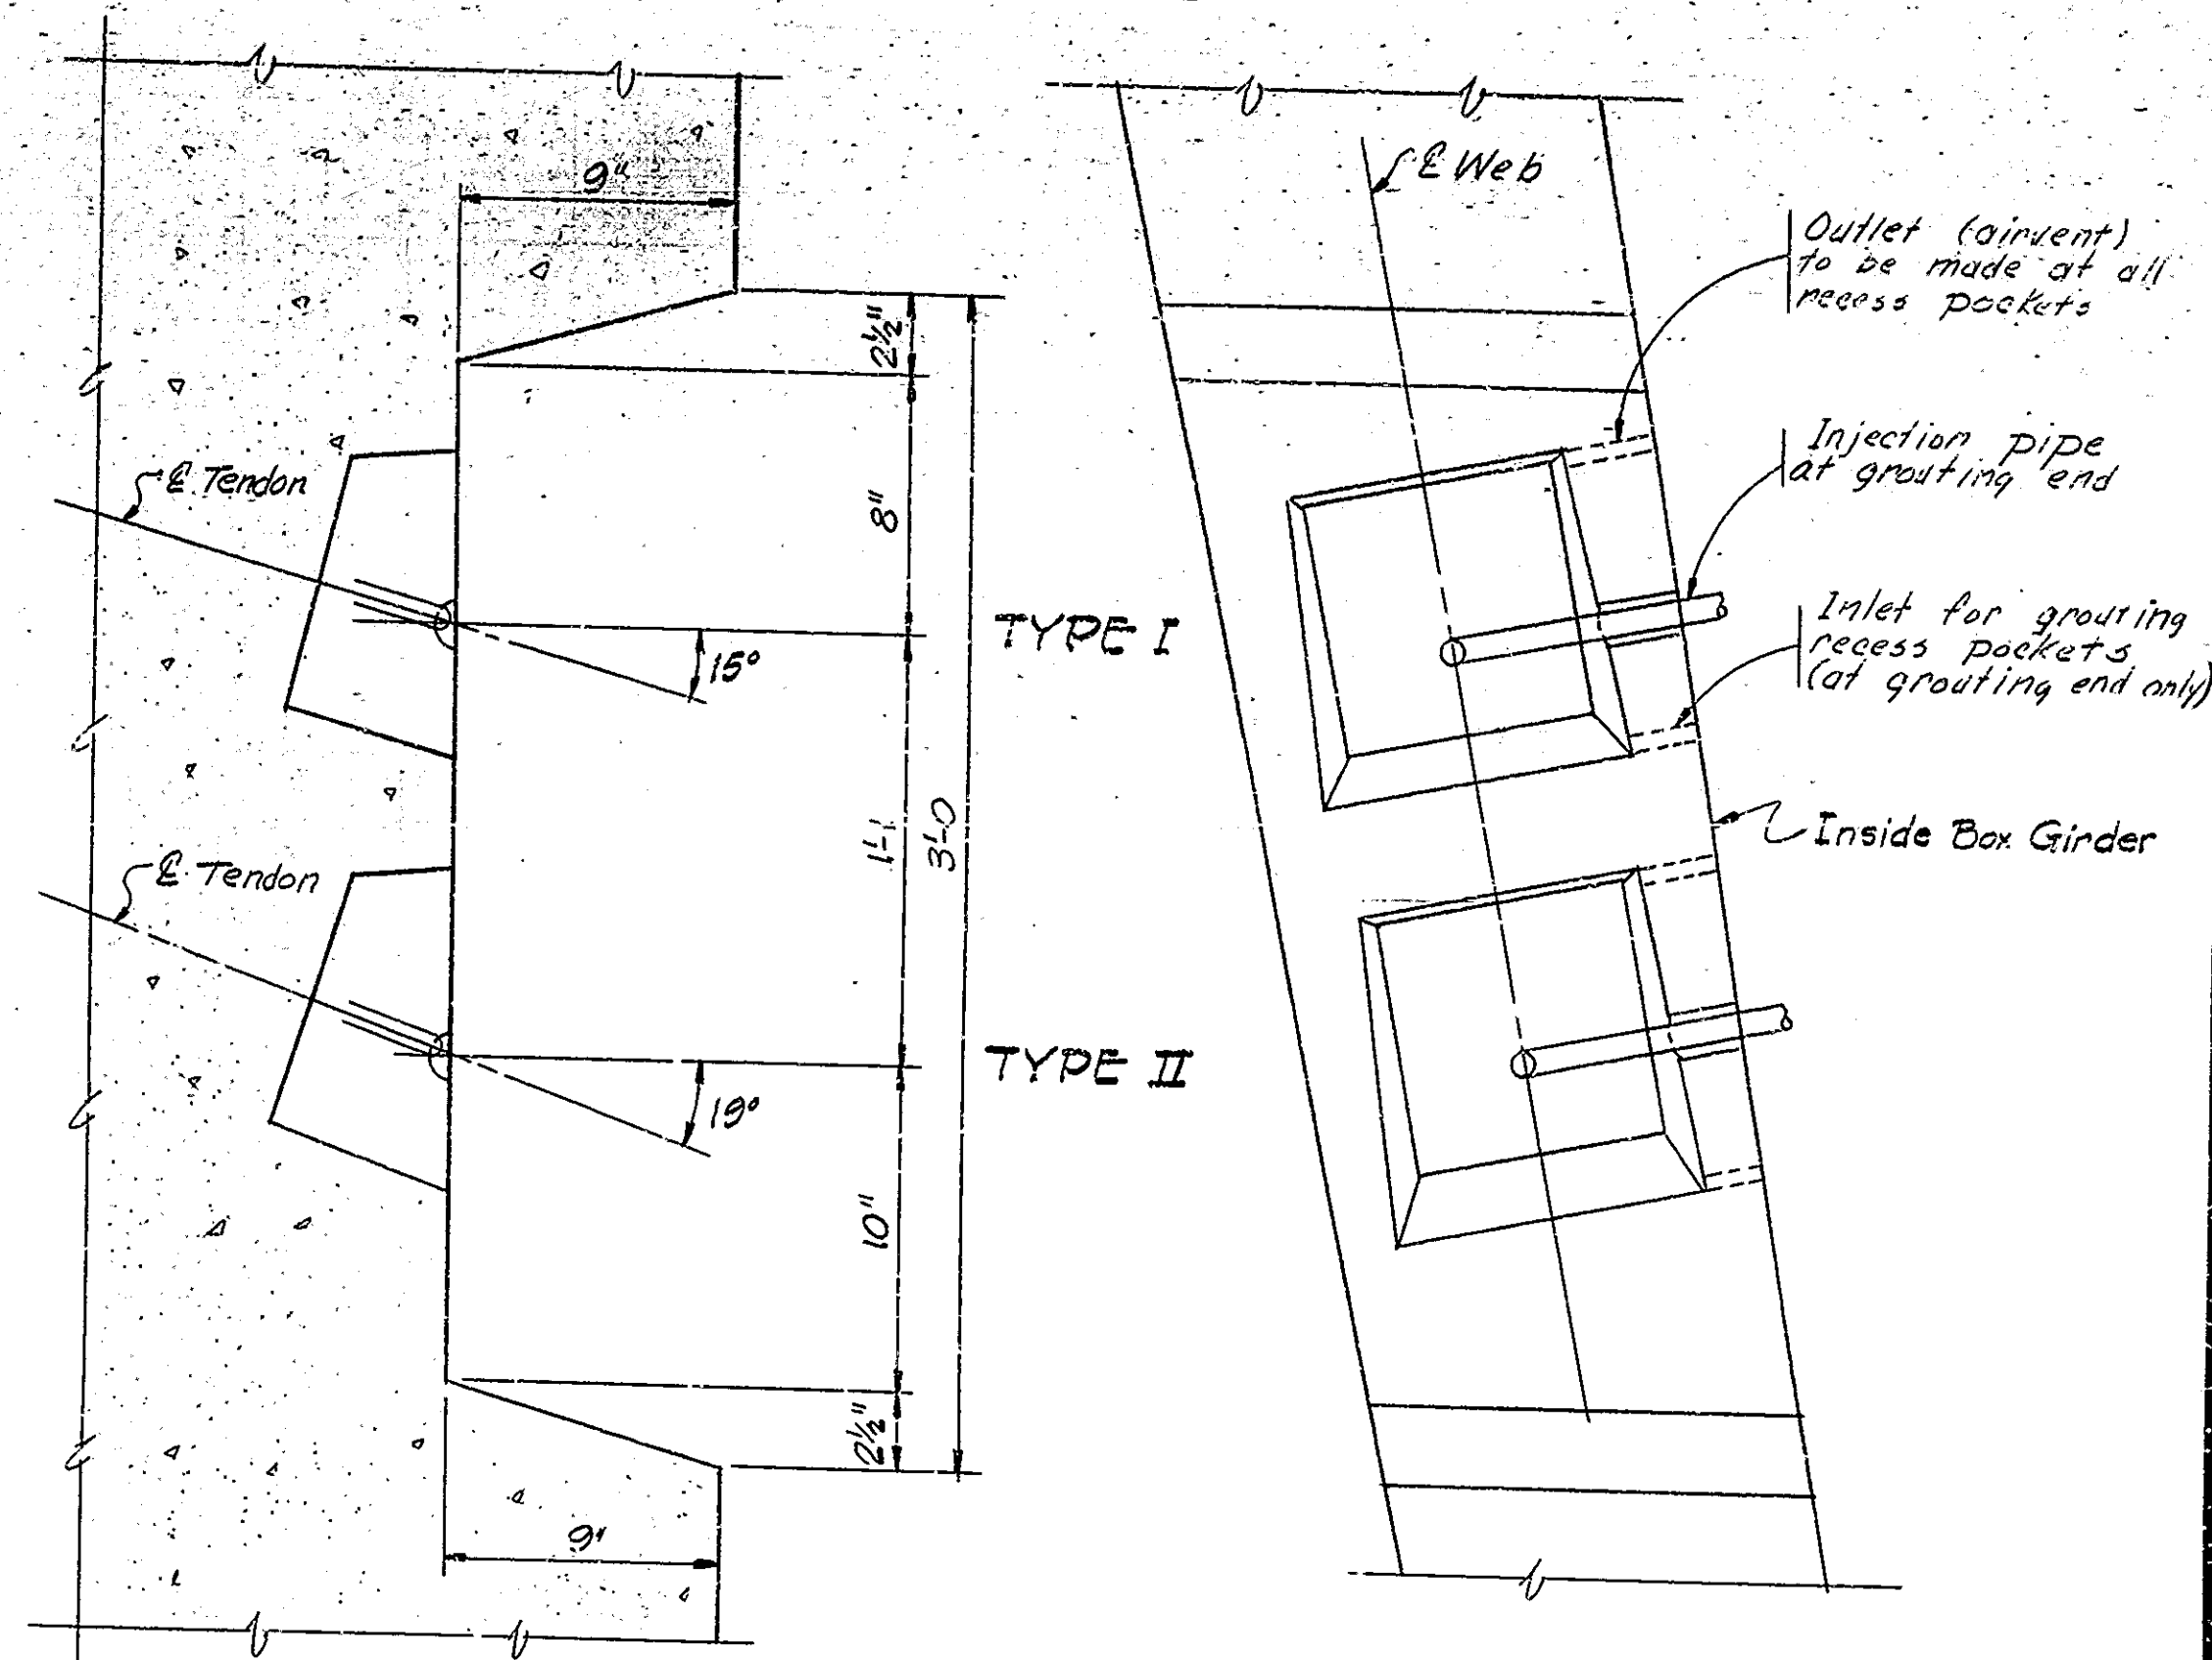 9"
2½"
℄ Tendon
8"
TYPE I
15°
1'-1
3'-0
℄ Tendon
TYPE II
19°
10"
2½"
9"
℄ Web
Outlet (airvent)
to be made at all
recess pockets
Injection pipe
at grouting end
Inlet for grouting
recess pockets
(at grouting end only)
Inside Box Girder